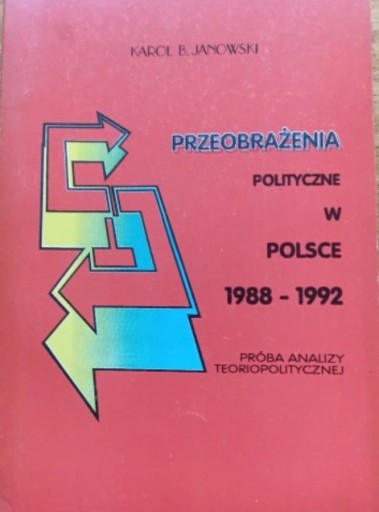 KAROL B. JANOWSKI
PRZEOBRAŻENIA
POLITYCZNE
W
POLSCE
1988 - 1992
PRÓBA ANALIZY
TEORIOPOLITYCZNEJ